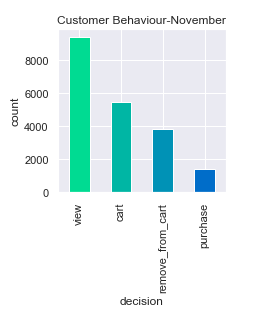 Customer Behaviour-November
8000
6000
4000
2000
0
count
view
cart
remove_from_cart
purchase
decision